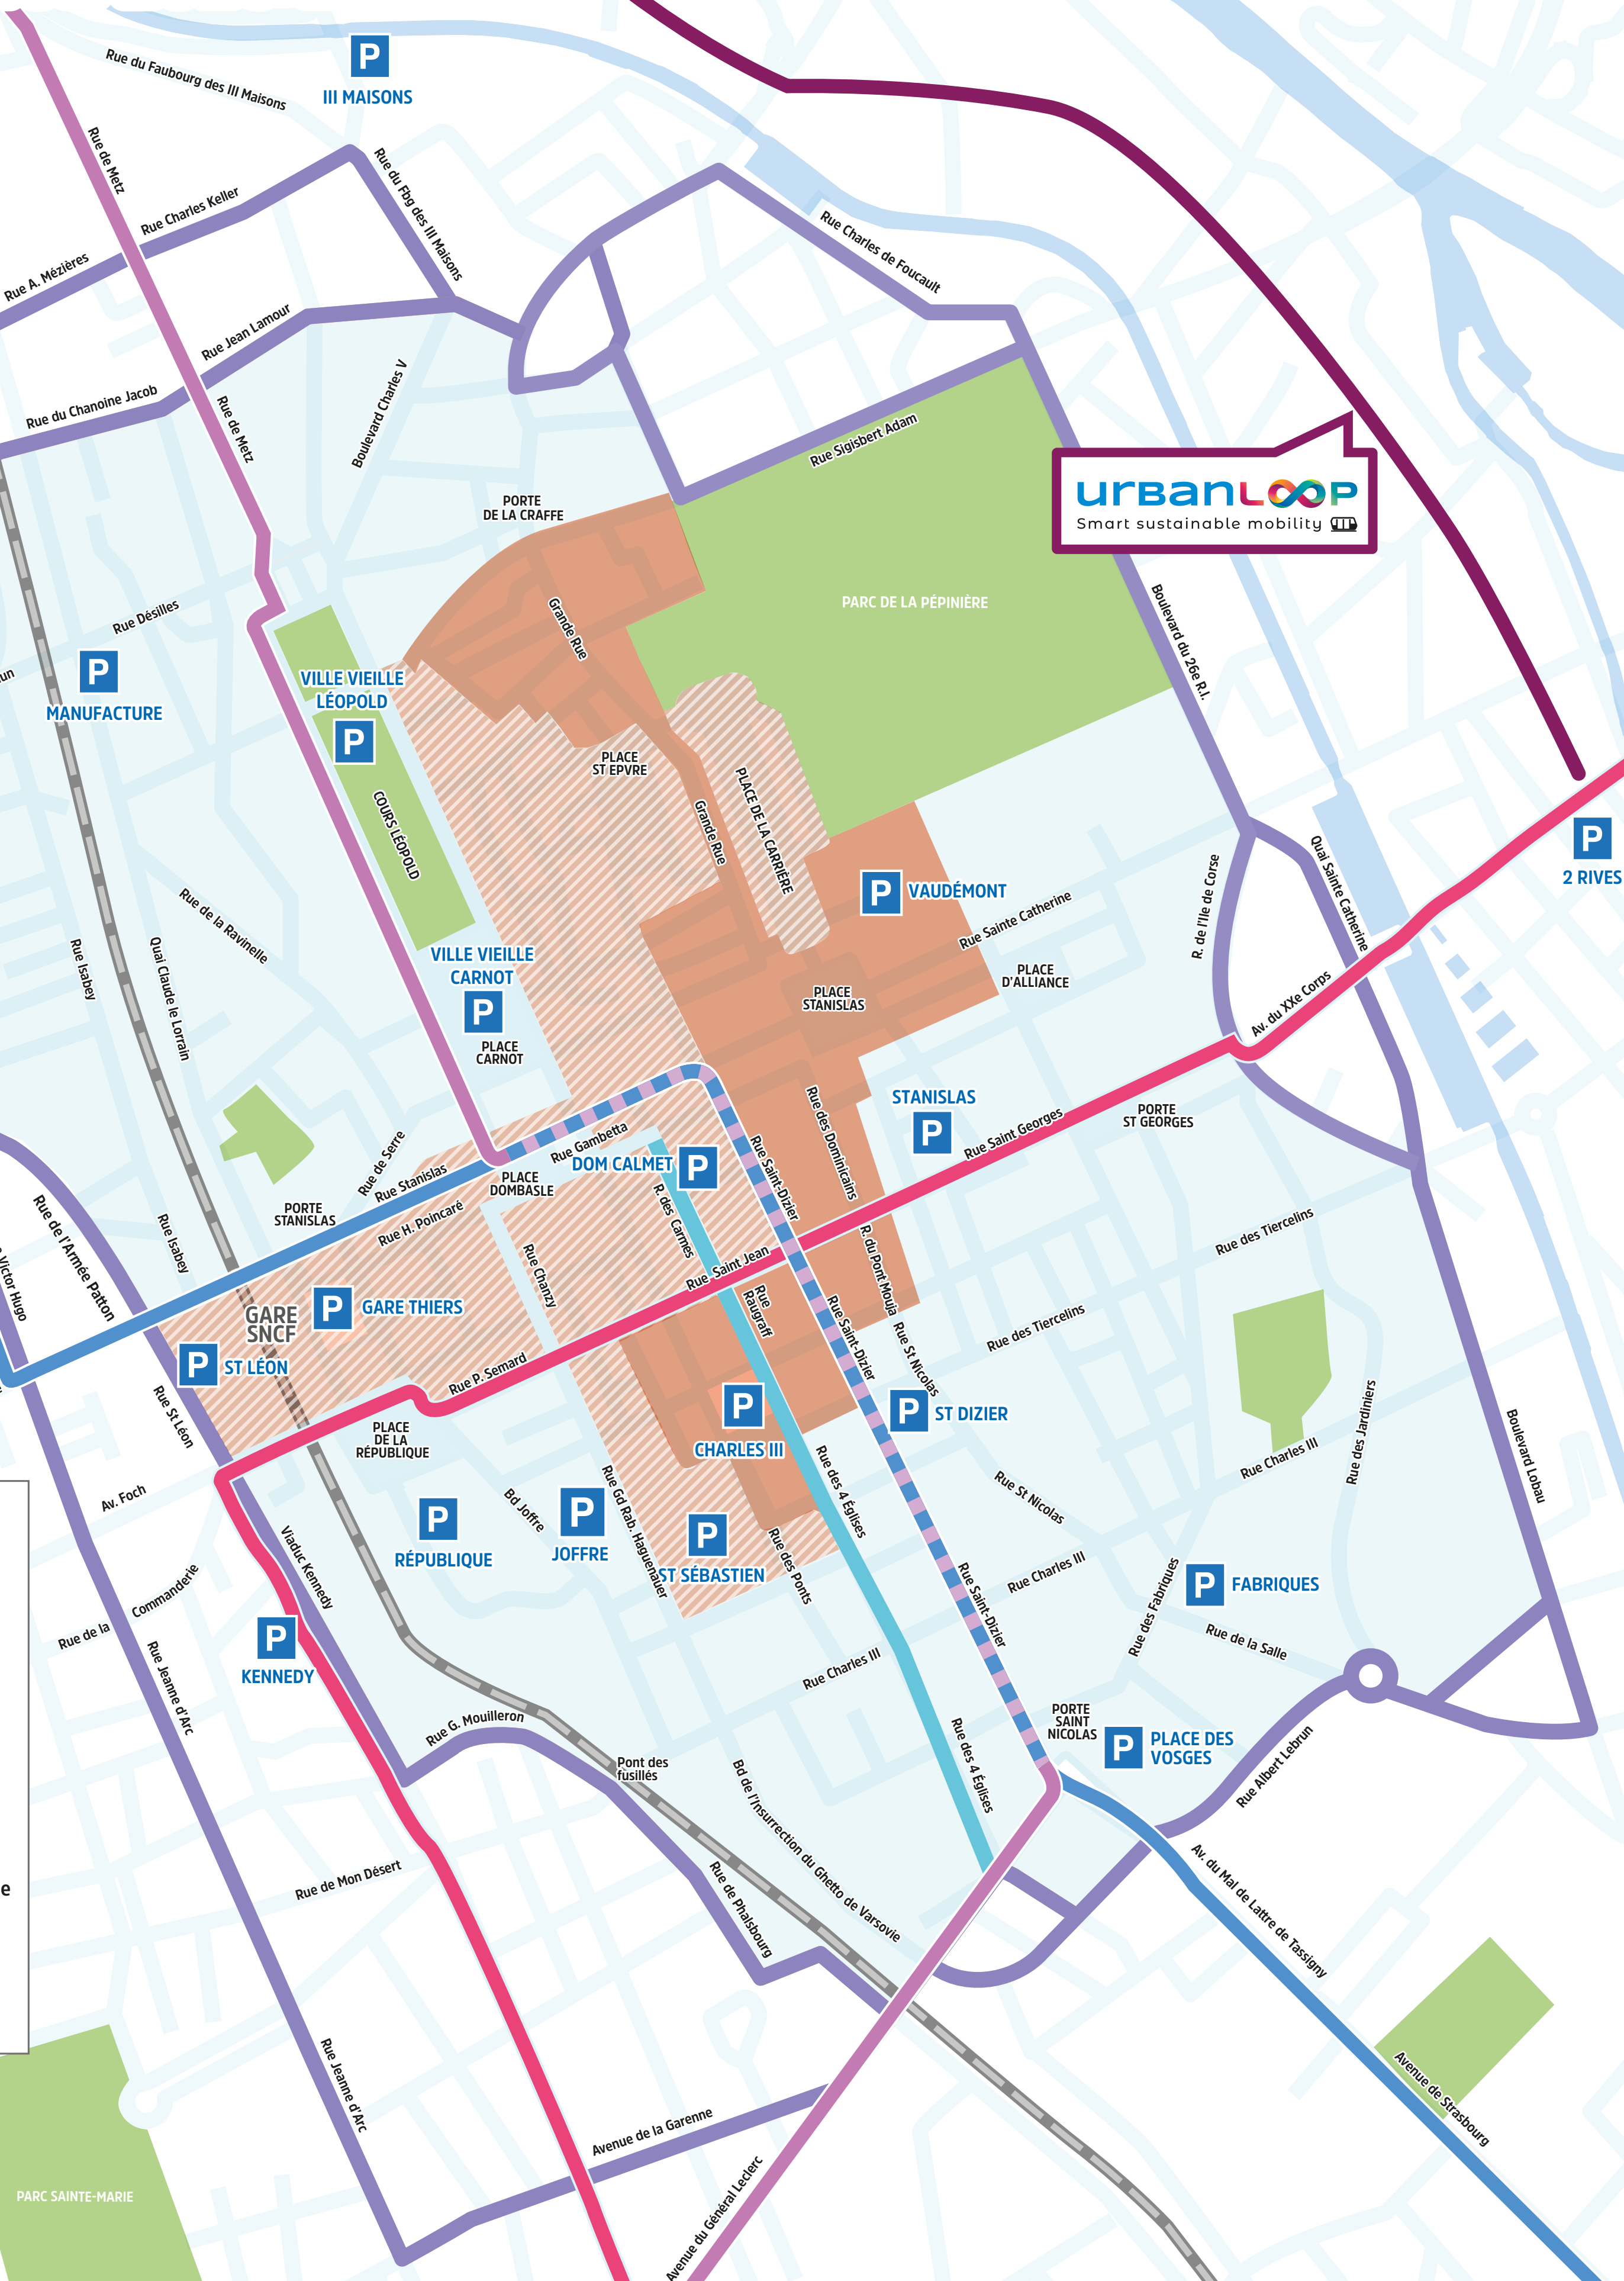 P
III MAISONS
Rue du Faubourg des III Maisons
Rue de Metz
Rue du Fbg des III Maisons
Rue Charles Keller
Rue A. Mézières
Rue Charles de Foucault
Rue Jean Lamour
Boulevard Charles V
Rue du Chanoine Jacob
Rue de Metz
Rue Sigisbert Adam
urbanloop
Smart sustainable mobility
PORTE
DE LA CRAFFE
PARC DE LA PÉPINIÈRE
Grande Rue
Boulevard du 26e R.I.
Rue Désilles
un
P
MANUFACTURE
VILLE VIEILLE
LÉOPOLD
P
PLACE
ST EPVRE
COURS LÉOPOLD
Grande Rue
PLACE DE LA CARRIÈRE
P
2 RIVES
Quai Sainte Catherine
R. de l'Ile de Corse
P VAUDÉMONT
Rue Sainte Catherine
Rue de la Ravinelle
Rue Isabey
Quai Claude le Lorrain
VILLE VIEILLE
CARNOT
P
PLACE
CARNOT
PLACE
D'ALLIANCE
PLACE
STANISLAS
Av. du XXe Corps
STANISLAS
P
Rue des Dominicains
Rue Saint Georges
PORTE
ST GEORGES
Rue de Serre
Rue Stanislas
Rue Gambetta
DOM CALMET P
Rue Saint-Dizier
PLACE
DOMBASLE
R. des Carmes
PORTE
STANISLAS
Rue H. Poincaré
Rue de l'Armée Patton
Rue Isabey
Victor Hugo
Rue Chanzy
Rue Saint Jean
R. du Pont Mouja
Rue des Tiercelins
GARE
SNCF
P GARE THIERS
Rue
Raugraff
Rue Saint-Dizier
Rue St Nicolas
Rue des Tiercelins
P ST LÉON
Rue P. Semard
Rue St Léon
P
CHARLES III
P ST DIZIER
PLACE
DE LA
RÉPUBLIQUE
Rue Charles III
Rue des Jardiniers
Boulevard Lobau
Av. Foch
Bd Joffre
Rue Gd Rab. Haguenauer
Rue des 4 Églises
Rue St Nicolas
P
RÉPUBLIQUE
P
JOFFRE
P
ST SÉBASTIEN
Rue des Ponts
Viaduc Kennedy
Rue de la Commanderie
Rue Saint-Dizier
Rue Charles III
Rue des Fabriques
P FABRIQUES
Rue de la Salle
P
KENNEDY
Rue Jeanne d'Arc
Rue Charles III
Rue G. Mouilleron
Pont des
fusillés
Rue des 4 Églises
PORTE
SAINT
NICOLAS
P PLACE DES
VOSGES
Rue Albert Lebrun
Bd de l'Insurrection du Ghetto de Varsovie
Rue de Mon Désert
Rue de Phalsbourg
Av. du Mal de Lattre de Tassigny
e
Rue Jeanne d'Arc
Avenue de Strasbourg
Avenue de la Garenne
Avenue du Général Leclerc
PARC SAINTE-MARIE